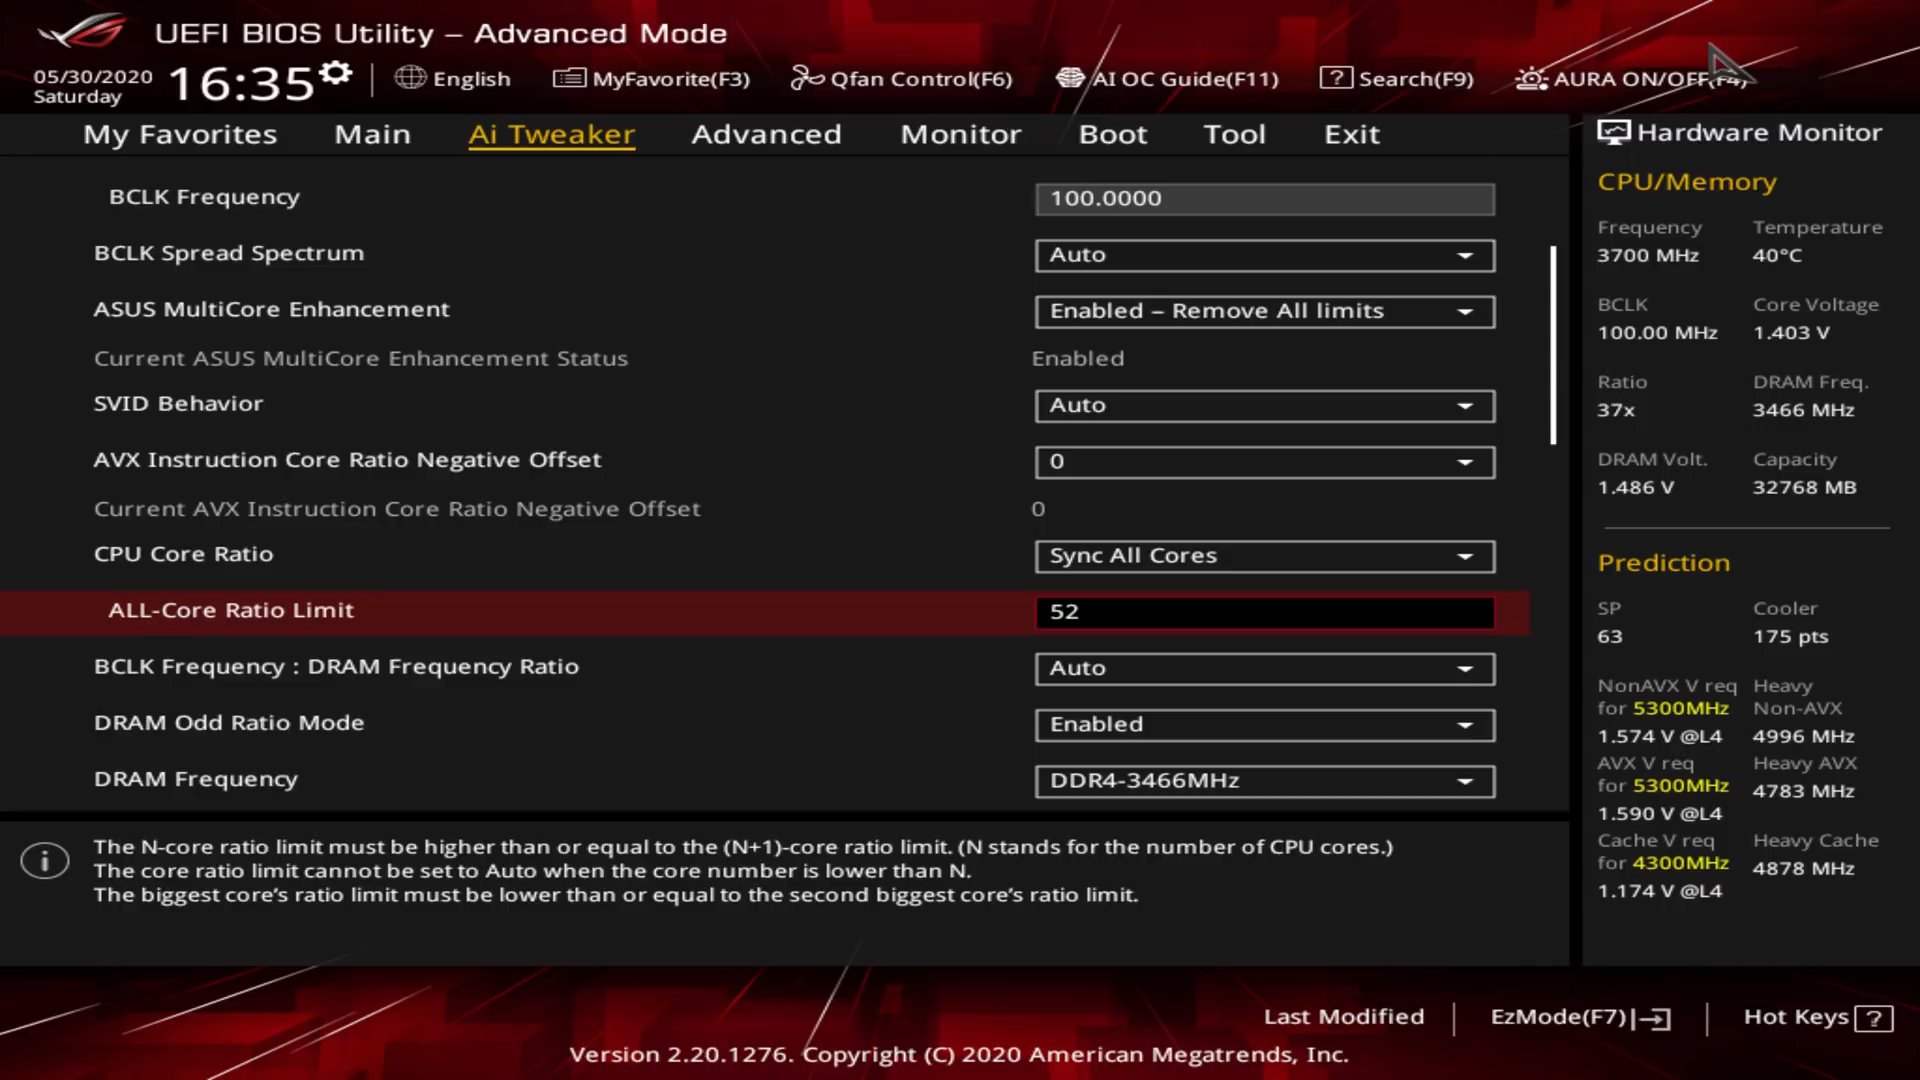 UEFI BIOS Utility – Advanced Mode
05/30/2020
Saturday
16:35
English
MyFavorite(F3)
Qfan Control(F6)
AI OC Guide(F11)
? Search(F9)
AURA ON/OFF(F4)
My Favorites Main Ai Tweaker Advanced Monitor Boot Tool Exit
BCLK Frequency 100.0000
BCLK Spread Spectrum Auto
ASUS MultiCore Enhancement Enabled – Remove All limits
Current ASUS MultiCore Enhancement Status Enabled
SVID Behavior Auto
AVX Instruction Core Ratio Negative Offset 0
Current AVX Instruction Core Ratio Negative Offset 0
CPU Core Ratio Sync All Cores
ALL-Core Ratio Limit 52
BCLK Frequency : DRAM Frequency Ratio Auto
DRAM Odd Ratio Mode Enabled
DRAM Frequency DDR4-3466MHz
i
The N-core ratio limit must be higher than or equal to the (N+1)-core ratio limit. (N stands for the number of CPU cores.)
The core ratio limit cannot be set to Auto when the core number is lower than N.
The biggest core's ratio limit must be lower than or equal to the second biggest core's ratio limit.
Hardware Monitor
CPU/Memory
Frequency Temperature
3700 MHz 40°C
BCLK Core Voltage
100.00 MHz 1.403 V
Ratio DRAM Freq.
37x 3466 MHz
DRAM Volt. Capacity
1.486 V 32768 MB
Prediction
SP Cooler
63 175 pts
NonAVX V req Heavy
for 5300MHz Non-AVX
1.574 V @L4 4996 MHz
AVX V req Heavy AVX
for 5300MHz 4783 MHz
1.590 V @L4
Cache V req Heavy Cache
for 4300MHz 4878 MHz
1.174 V @L4
Last Modified EzMode(F7) Hot Keys ?
Version 2.20.1276. Copyright (C) 2020 American Megatrends, Inc.